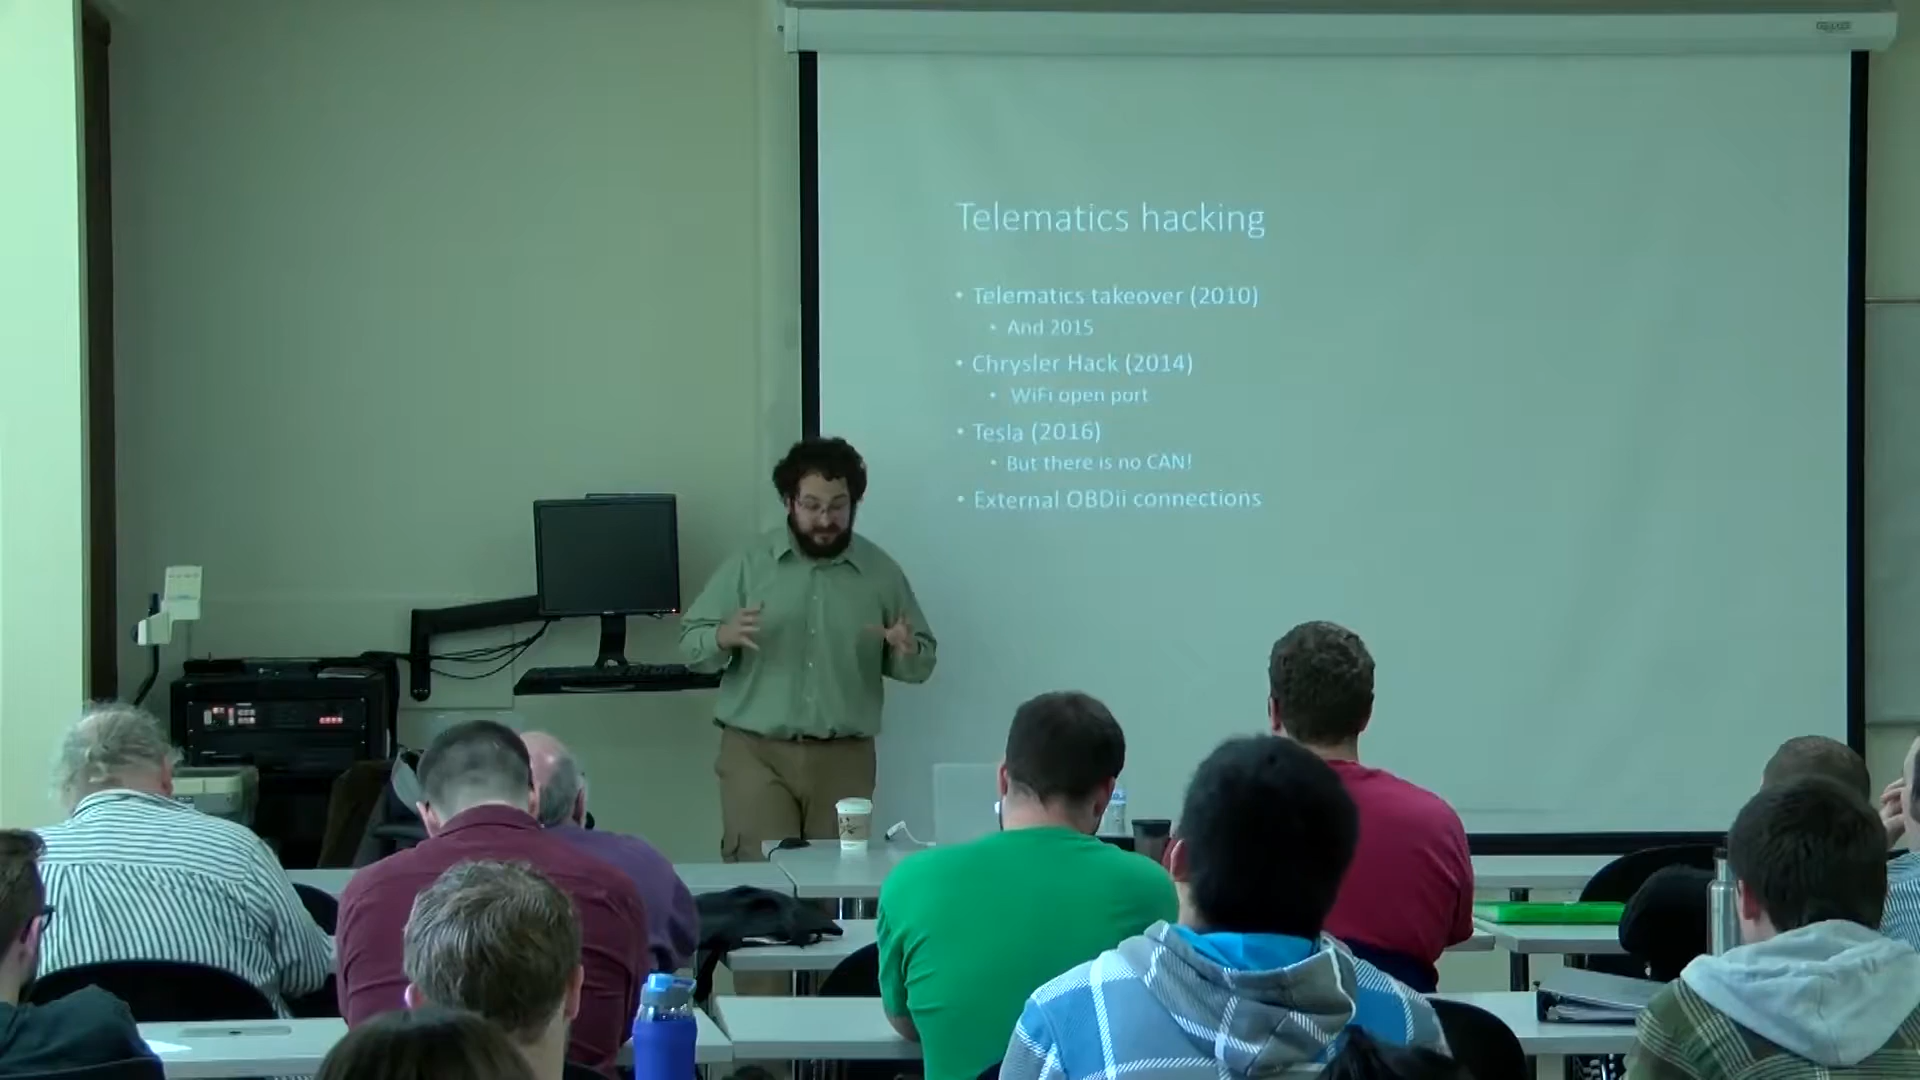 Telematics hacking
• Telematics takeover (2010)
• And 2015
• Chrysler Hack (2014)
• WiFi open port
• Tesla (2016)
• But there is no CAN!
• External OBDii connections